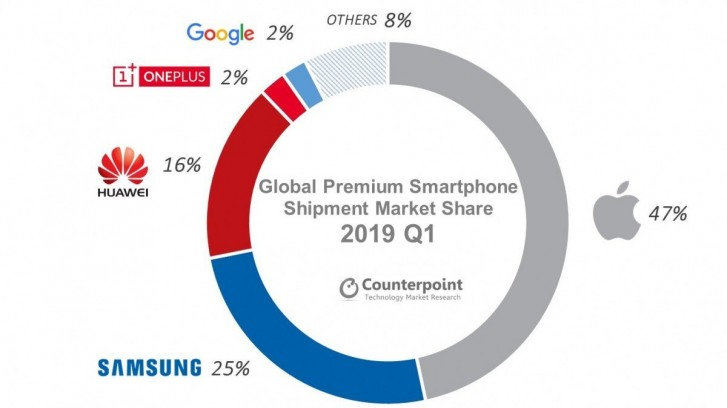 Google 2%
OTHERS 8%
1+ ONEPLUS 2%
HUAWEI 16%
Global Premium Smartphone
Shipment Market Share
2019 Q1
47%
Counterpoint
Technology Market Research
SAMSUNG 25%